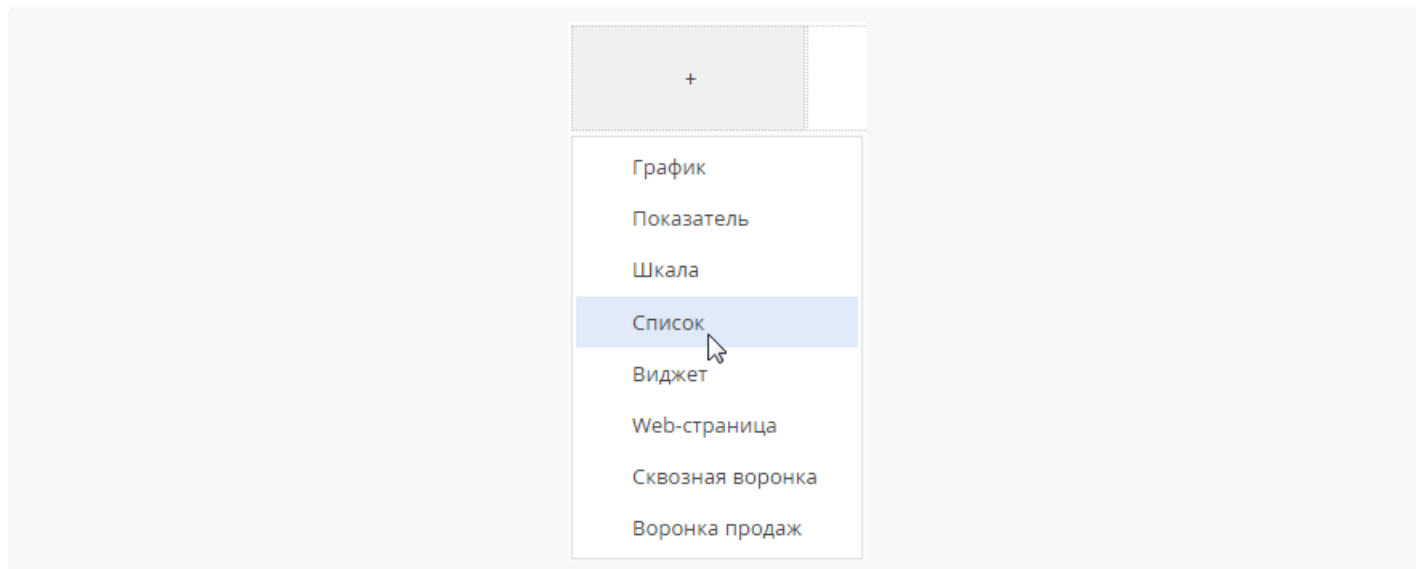 +
График
Показатель
Шкала
Список
Виджет
Web-страница
Сквозная воронка
Воронка продаж